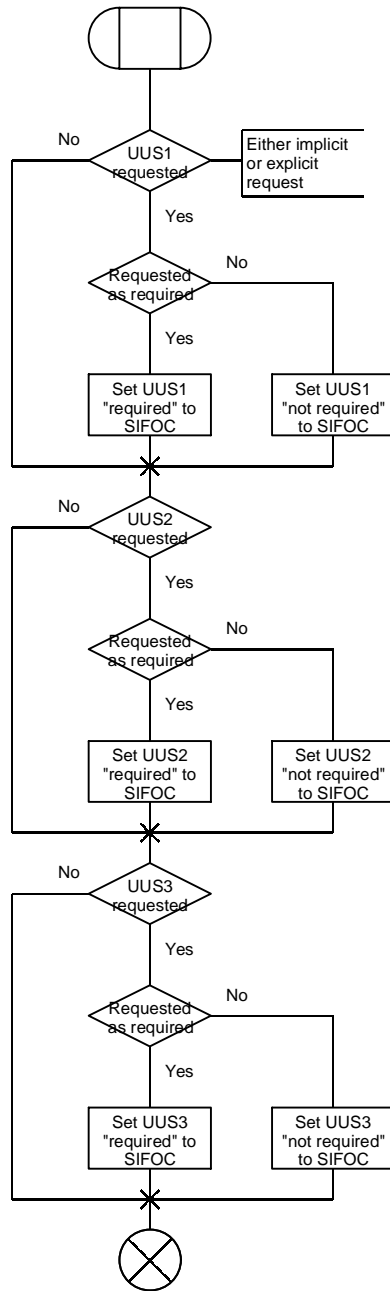 No
UUS1
requested
Either implicit
or explicit
request
Yes
Requested
as required
No
Yes
Set UUS1
"required" to
SIFOC
Set UUS1
"not required"
to SIFOC
No
UUS2
requested
Yes
Requested
as required
No
Yes
Set UUS2
"required" to
SIFOC
Set UUS2
"not required"
to SIFOC
No
UUS3
requested
Yes
Requested
as required
No
Yes
Set UUS3
"required" to
SIFOC
Set UUS3
"not required"
to SIFOC